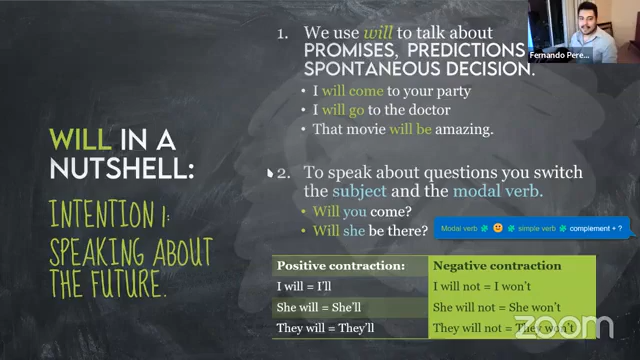 WILL IN A
NUTSHELL:
INTENTION 1:
SPEAKING ABOUT
THE FUTURE.
1. We use will to talk about
PROMISES, PREDICTIONS
SPONTANEOUS DECISION.
• I will come to your party
• I will go to the doctor
• That movie will be amazing.
2. To speak about questions you switch
the subject and the modal verb.
• Will you come?
• Will she be there?
Modal verb simple verb complement + ?
Positive contraction: Negative contraction
I will = I'll I will not = I won't
She will = She'll She will not = She won't
They will = They'll They will not = They won't
Fernando Pere...
zoom